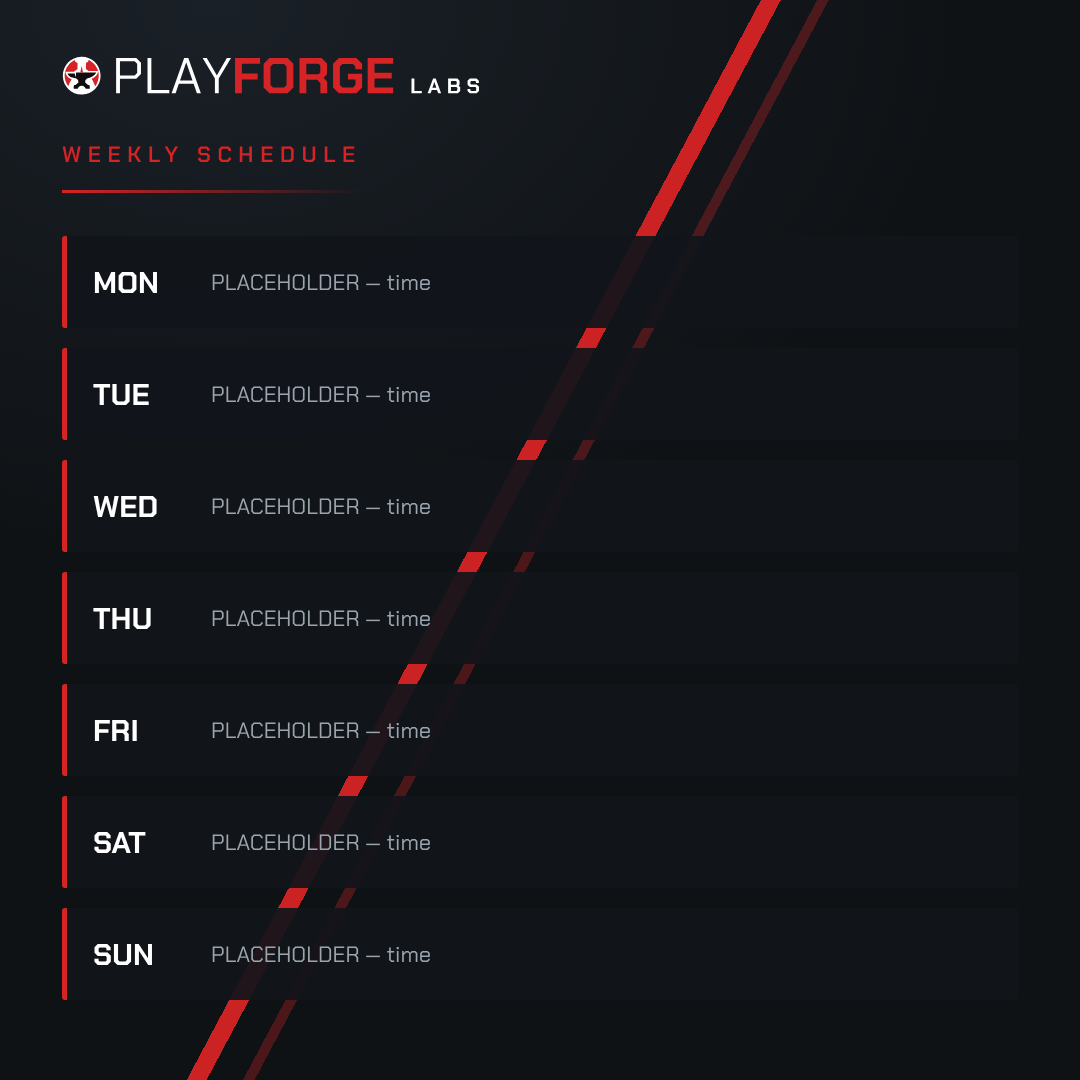 PLAYFORGE LABS
WEEKLY SCHEDULE
MON PLACEHOLDER – time
TUE PLACEHOLDER – time
WED PLACEHOLDER – time
THU PLACEHOLDER – time
FRI PLACEHOLDER – time
SAT PLACEHOLDER – time
SUN PLACEHOLDER – time